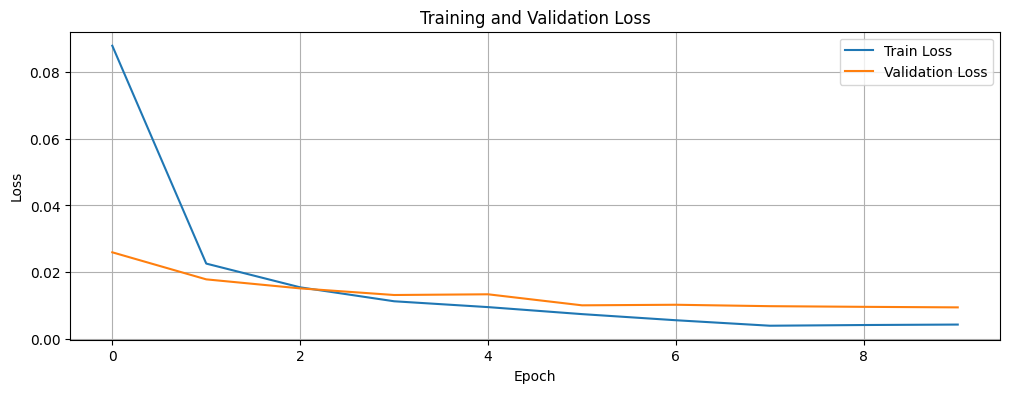 Training and Validation Loss
Train Loss
Validation Loss
Loss
0.08
0.06
0.04
0.02
0.00
0 2 4 6 8
Epoch